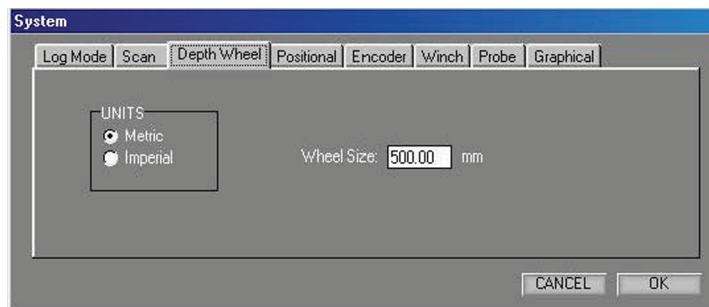 System
Log Mode Scan Depth Wheel Positional Encoder Winch Probe Graphical
UNITS
Metric
Imperial
Wheel Size: 500.00 mm
CANCEL OK